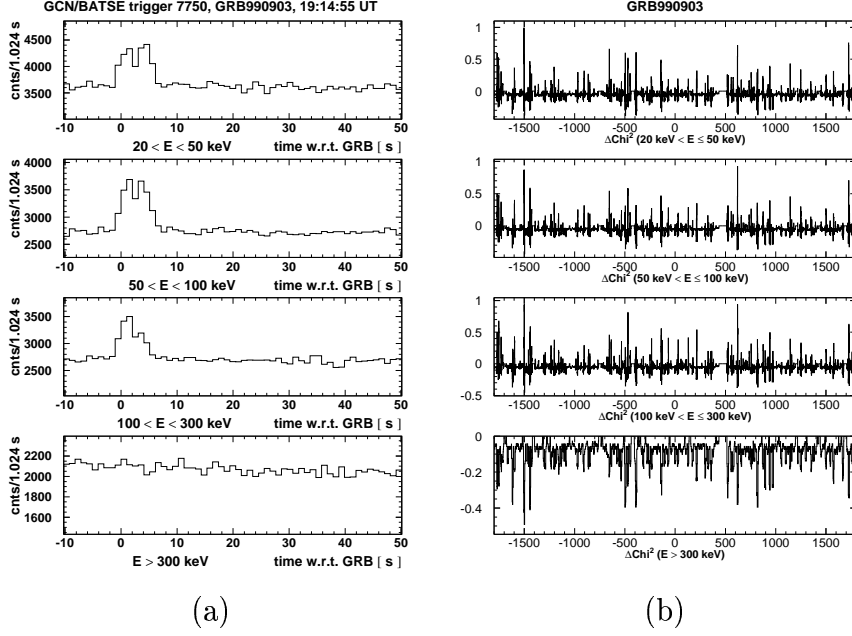 GCN/BATSE trigger 7750, GRB990903, 19:14:55 UT
cnts/1.024 s
4500
4000
3500
-10 0 10 20 30 40 50
20 < E < 50 keV time w.r.t. GRB [ s ]
cnts/1.024 s
4000
3500
3000
2500
-10 0 10 20 30 40 50
50 < E < 100 keV time w.r.t. GRB [ s ]
cnts/1.024 s
3500
3000
2500
-10 0 10 20 30 40 50
100 < E < 300 keV time w.r.t. GRB [ s ]
cnts/1.024 s
2200
2000
1800
1600
-10 0 10 20 30 40 50
E > 300 keV time w.r.t. GRB [ s ]
(a)
GRB990903
1
0.5
0
-1500 -1000 -500 0 500 1000 1500
ΔChi² (20 keV < E ≤ 50 keV)
1
0.5
0
-1500 -1000 -500 0 500 1000 1500
ΔChi² (50 keV < E ≤ 100 keV)
1
0.5
0
-0.5
-1500 -1000 -500 0 500 1000 1500
ΔChi² (100 keV < E ≤ 300 keV)
0
-0.2
-0.4
-1500 -1000 -500 0 500 1000 1500
ΔChi² (E > 300 keV)
(b)